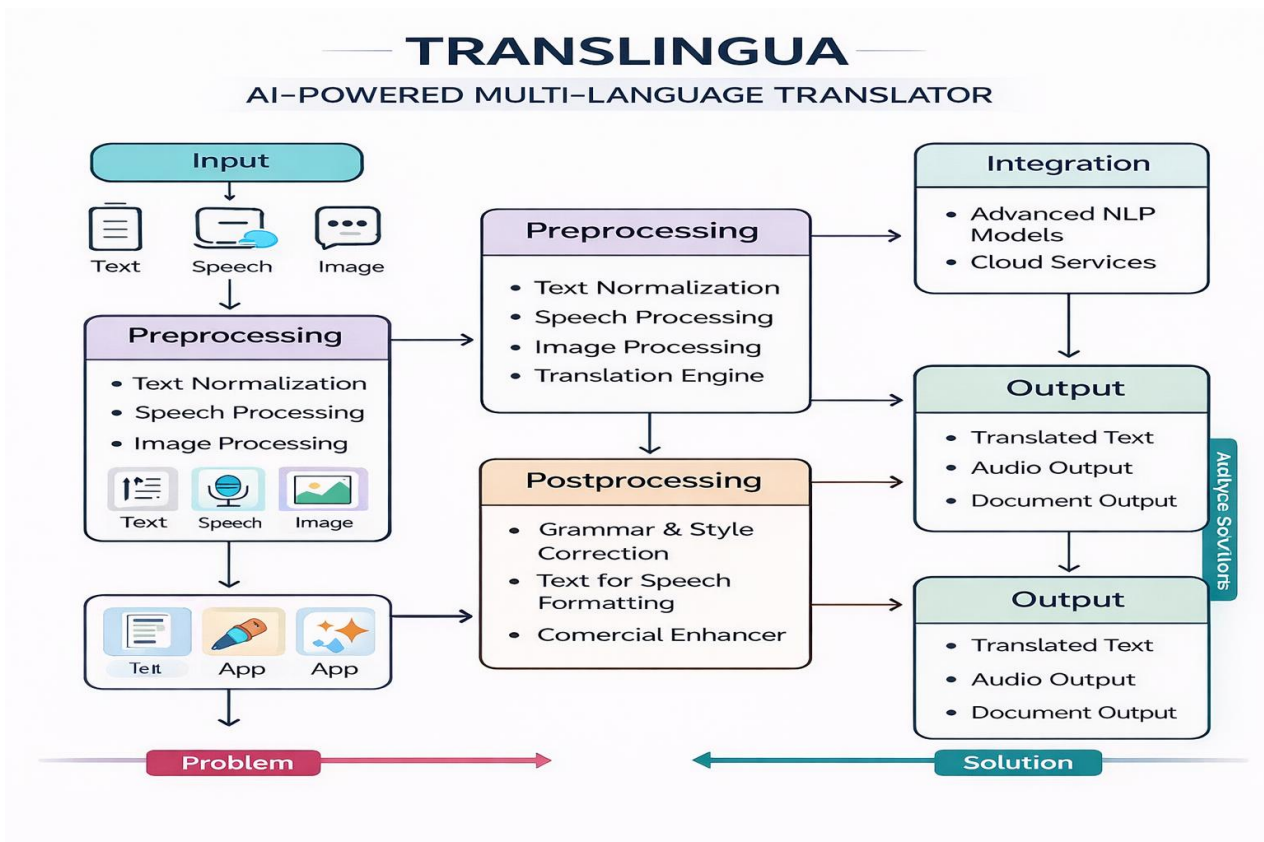 TRANSLINGUA
AI-POWERED MULTI-LANGUAGE TRANSLATOR
Input
Text
Speech
Image
Preprocessing
• Text Normalization
• Speech Processing
• Image Processing
Text
Speech
Image
App
App
Preprocessing
• Text Normalization
• Speech Processing
• Image Processing
• Translation Engine
Postprocessing
• Grammar & Style
Correction
• Text for Speech
Formatting
• Comercial Enhancer
Integration
• Advanced NLP
Models
• Cloud Services
Output
• Translated Text
• Audio Output
• Document Output
Output
• Translated Text
• Audio Output
• Document Output
Problem
Solution